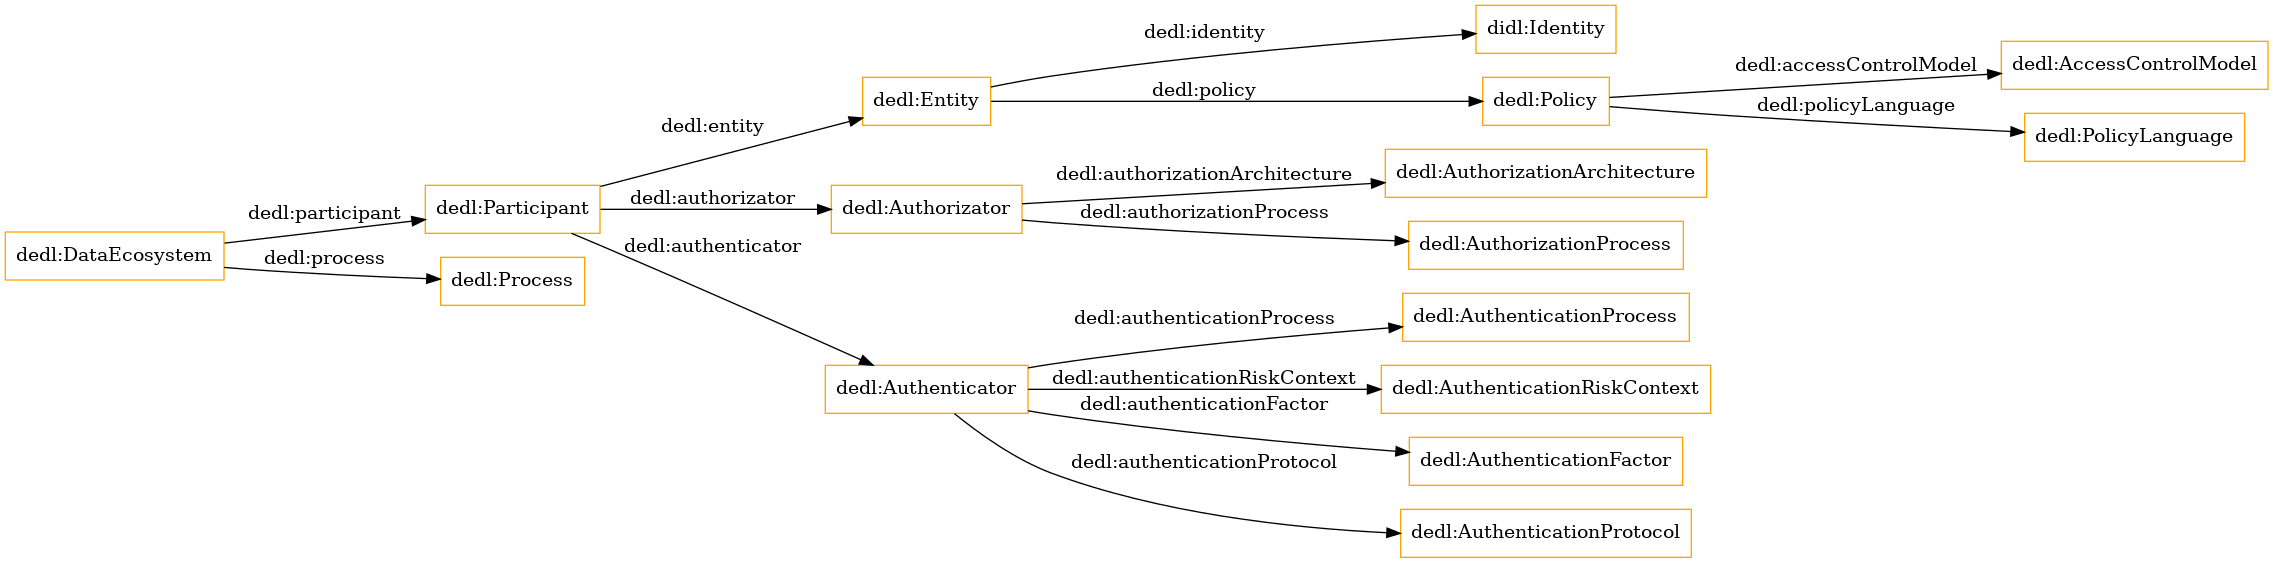 dedl:DataEcosystem
dedl:participant
dedl:process
dedl:Participant
dedl:Process
dedl:entity
dedl:authorizator
dedl:authenticator
dedl:Entity
dedl:Authorizator
dedl:Authenticator
dedl:identity
dedl:policy
dedl:authorizationArchitecture
dedl:authorizationProcess
dedl:authenticationProcess
dedl:authenticationRiskContext
dedl:authenticationFactor
dedl:authenticationProtocol
didl:Identity
dedl:Policy
dedl:AuthorizationArchitecture
dedl:AuthorizationProcess
dedl:AuthenticationProcess
dedl:AuthenticationRiskContext
dedl:AuthenticationFactor
dedl:AuthenticationProtocol
dedl:accessControlModel
dedl:policyLanguage
dedl:AccessControlModel
dedl:PolicyLanguage